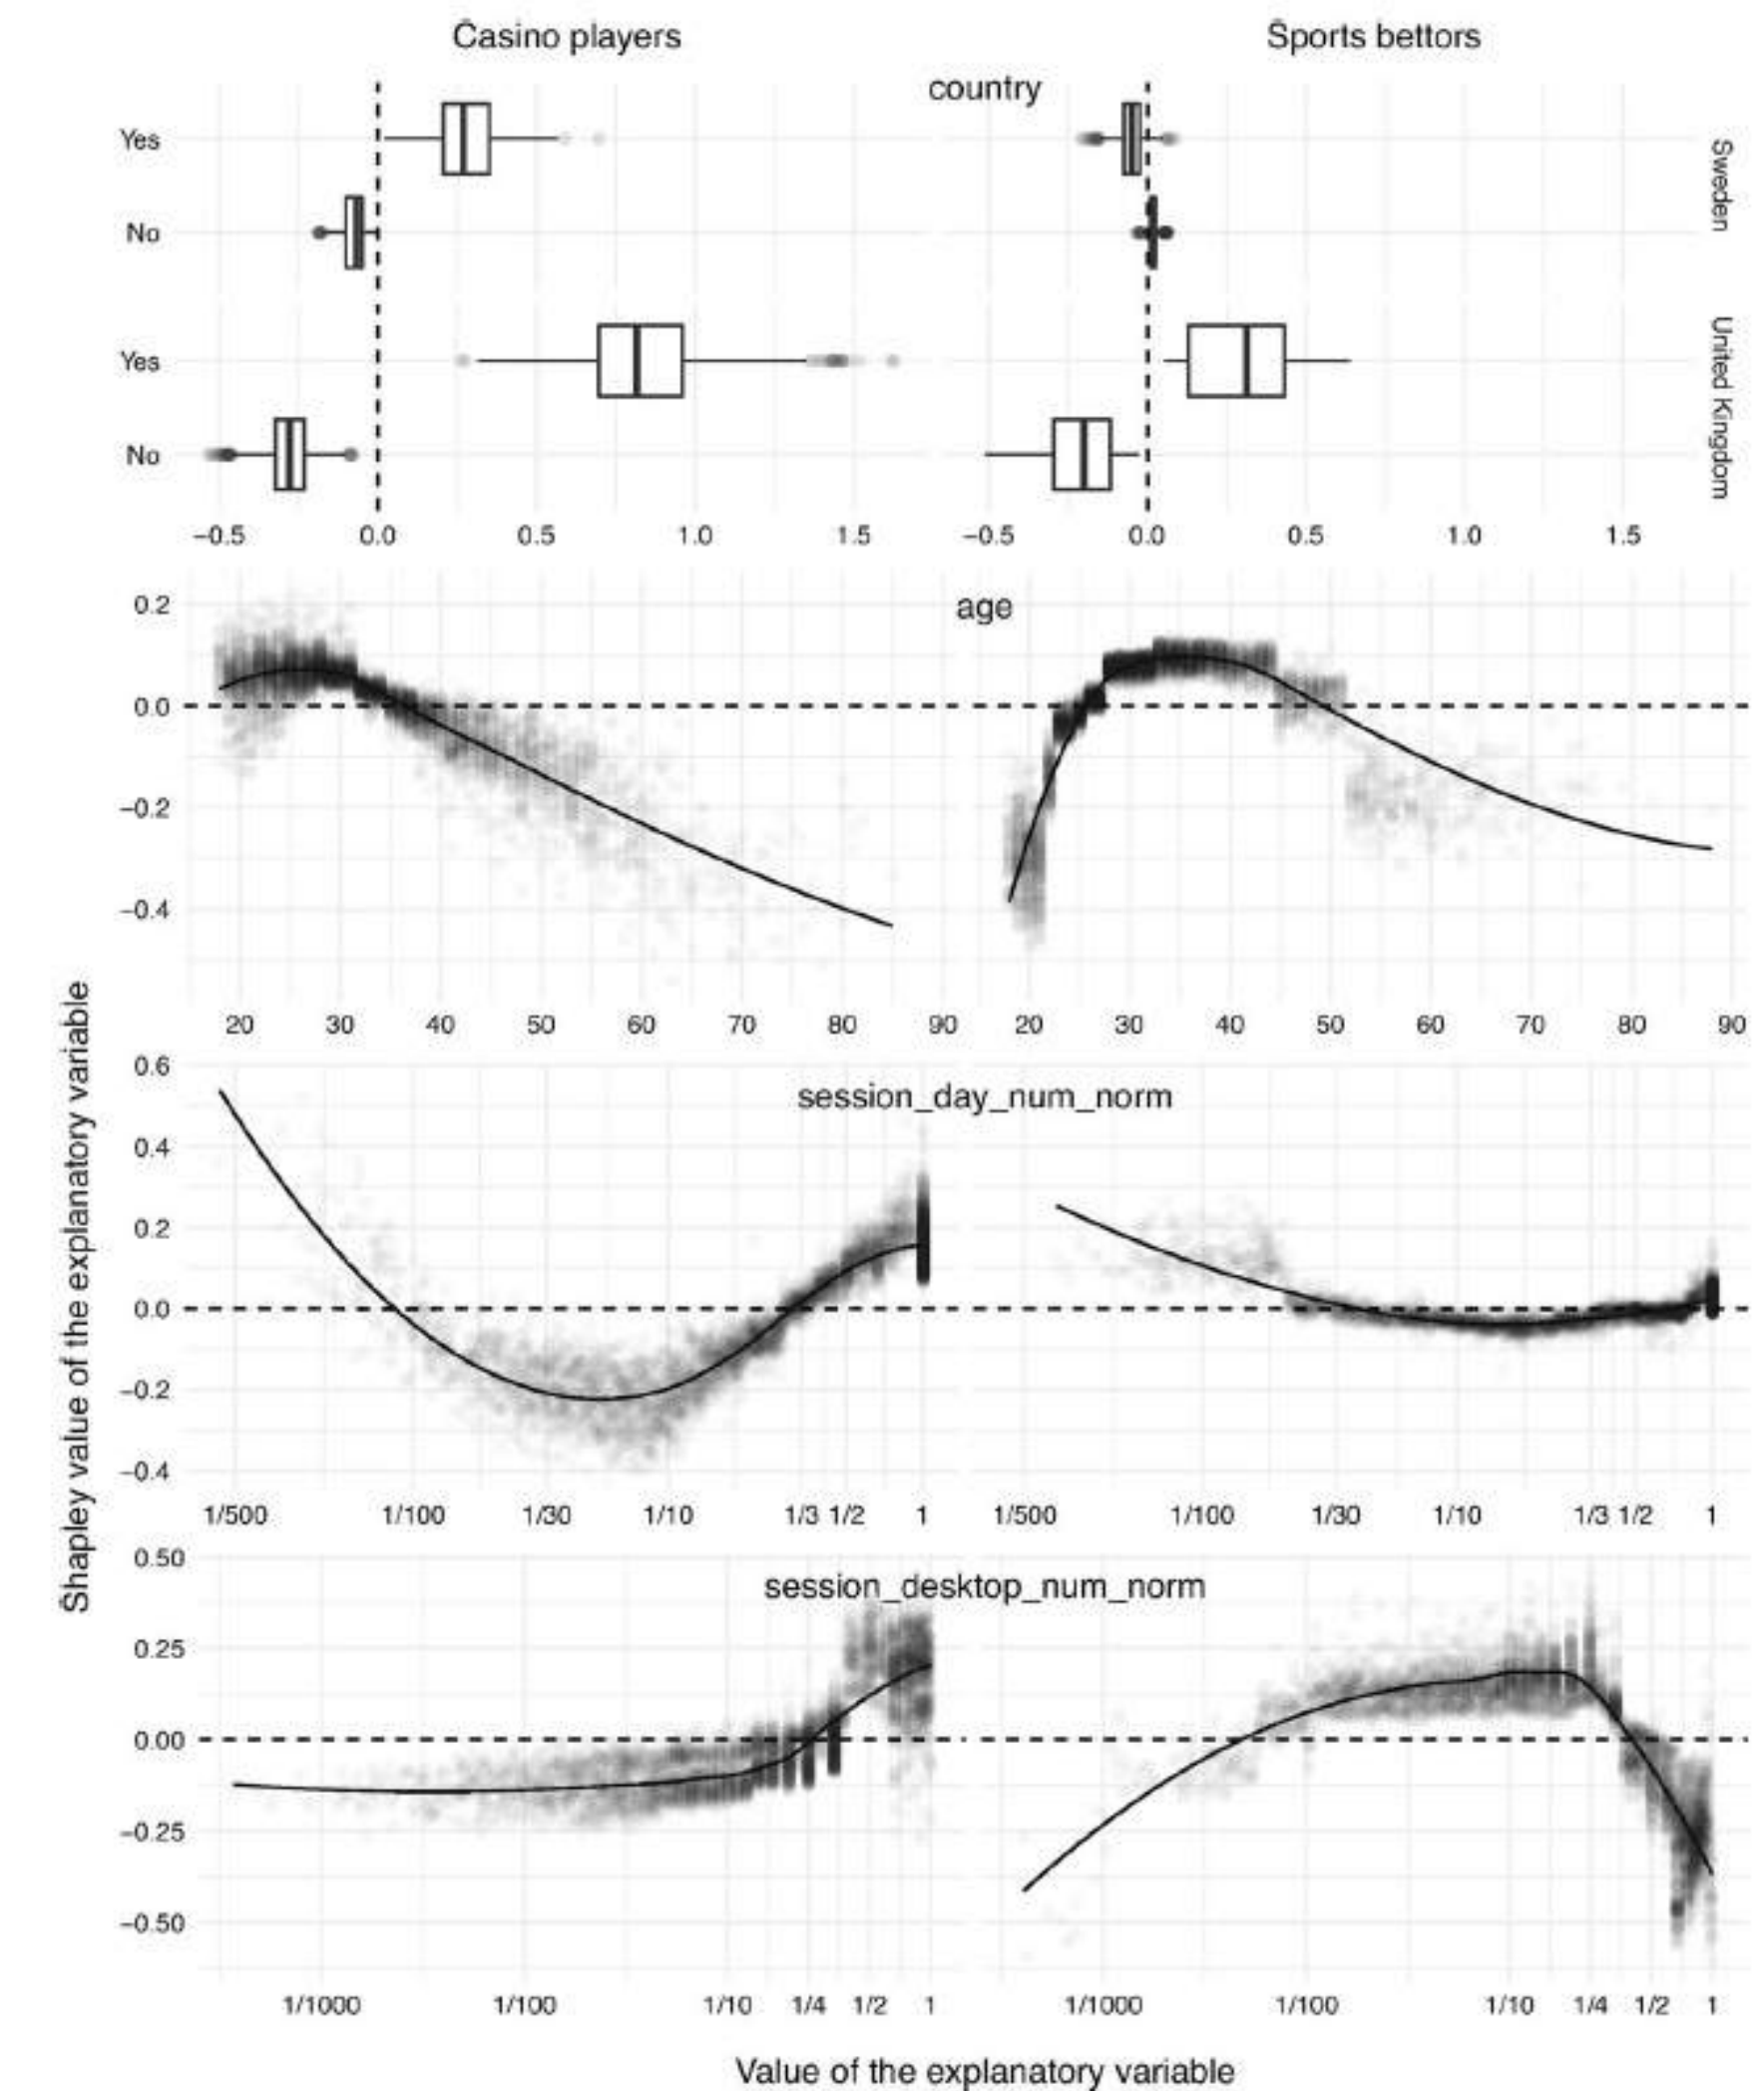 Casino players Sports bettors
country
Yes
No
Sweden
Yes
No
United Kingdom
−0.5 0.0 0.5 1.0 1.5 −0.5 0.0 0.5 1.0 1.5
age
0.2
0.0
−0.2
−0.4
20 30 40 50 60 70 80 90 20 30 40 50 60 70 80 90
session_day_num_norm
0.6
0.4
0.2
0.0
−0.2
−0.4
1/500 1/100 1/30 1/10 1/3 1/2 1 1/500 1/100 1/30 1/10 1/3 1/2 1
session_desktop_num_norm
0.50
0.25
0.00
−0.25
−0.50
1/1000 1/100 1/10 1/4 1/2 1 1/1000 1/100 1/10 1/4 1/2 1
Shapley value of the explanatory variable
Value of the explanatory variable